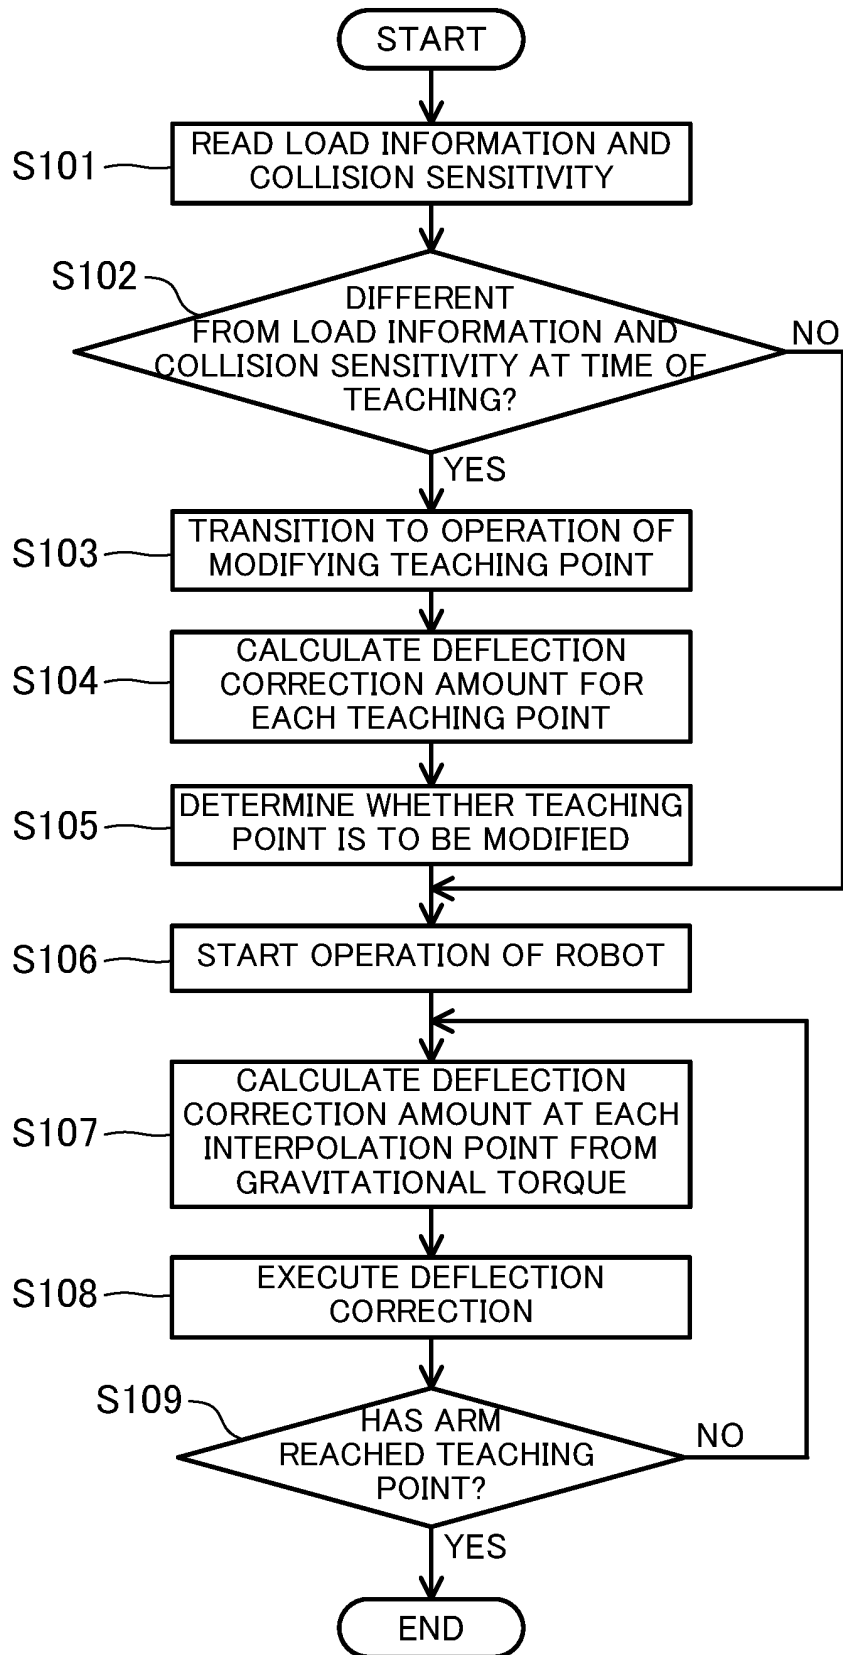 START
S101
READ LOAD INFORMATION AND
COLLISION SENSITIVITY
S102
DIFFERENT
FROM LOAD INFORMATION AND
COLLISION SENSITIVITY AT TIME OF
TEACHING?
NO
YES
S103
TRANSITION TO OPERATION OF
MODIFYING TEACHING POINT
S104
CALCULATE DEFLECTION
CORRECTION AMOUNT FOR
EACH TEACHING POINT
S105
DETERMINE WHETHER TEACHING
POINT IS TO BE MODIFIED
S106
START OPERATION OF ROBOT
S107
CALCULATE DEFLECTION
CORRECTION AMOUNT AT EACH
INTERPOLATION POINT FROM
GRAVITATIONAL TORQUE
S108
EXECUTE DEFLECTION
CORRECTION
S109
HAS ARM
REACHED TEACHING
POINT?
NO
YES
END